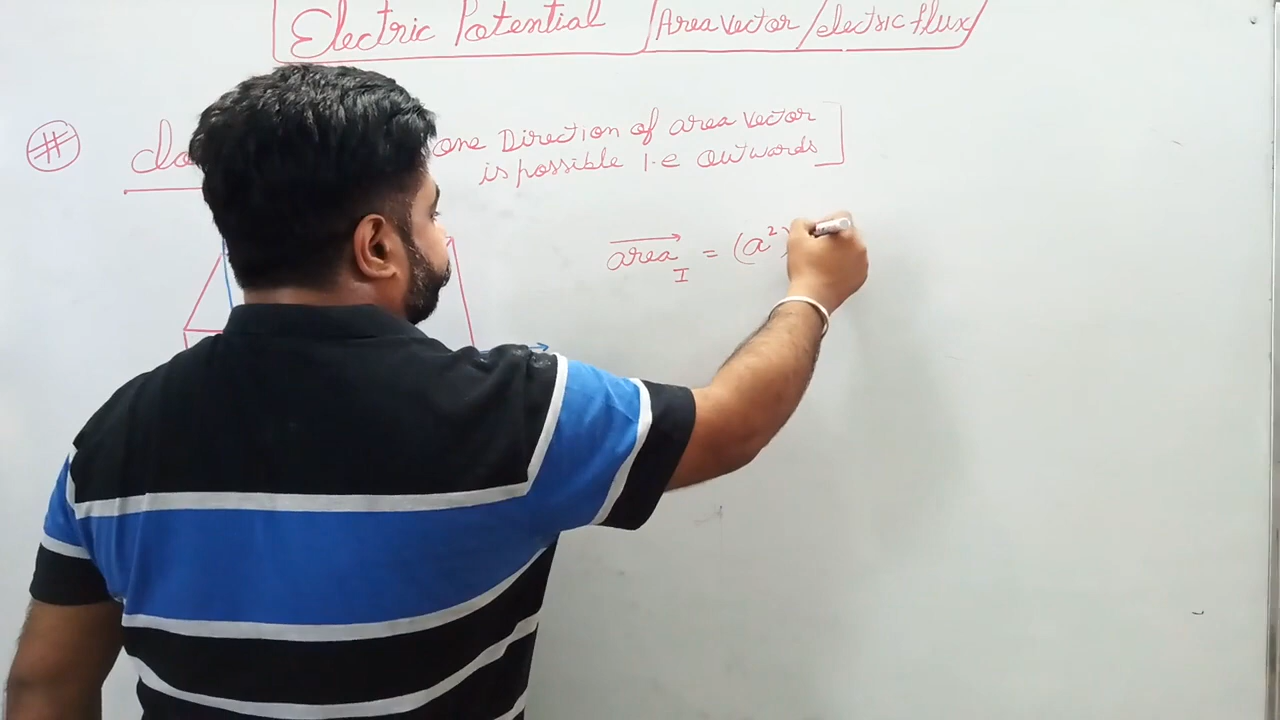 Electric Potential / Area vector / electric flux
#
one Direction of area vector
is possible i.e outwards
area I = (a²)